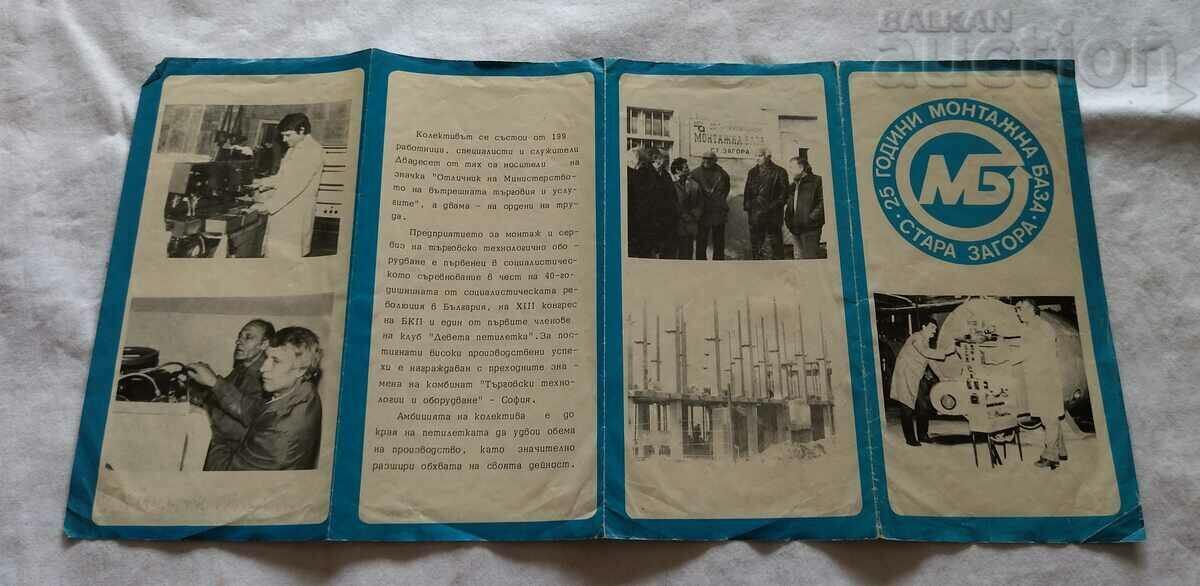 Колективът се състои от 199
работници, специалисти и служители
Двадесет от тях са носители на
значка "Отличник на Министерство-
то на вътрешната търговия и услу-
гите", а двама - на ордени на тру-
да.
Предприятието за монтаж и сер-
виз на търговско технологично обо -
рудване е първенец в социалистичес-
кото съревнование в чест на 40-го-
дишнината от социалистическата ре-
волюция в България, на XIII конгрес
на БКП и един от първите членове
на клуб "Девета петилетка". За пос-
тигнати високи производствени успе-
хи е награждаван с преходните зна -
мена на комбинат "Търговски техно-
логии и оборудване" - София.
Амбицията на колектива е до
края на петилетката да удвои обема
на производство, като значително
разшири обхвата на своята дейност.
МОНТАЖНА БАЗА
СТ. ЗАГОРА
25 ГОДИНИ МОНТАЖНА БАЗА
СТАРА ЗАГОРА
МБ
BALKAN
auction